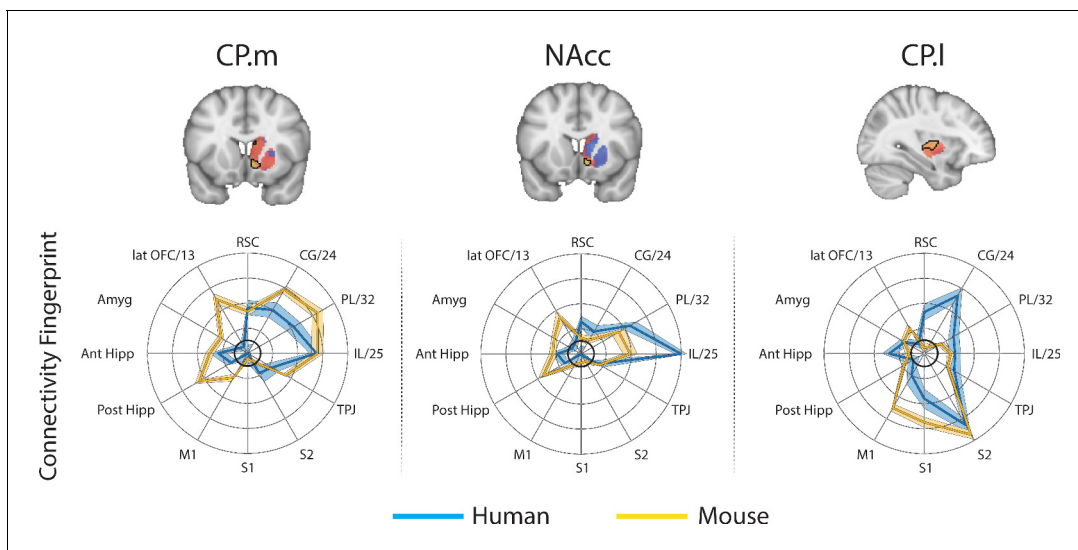 CP.m
NAcc
CP.l
Connectivity Fingerprint
RSC
CG/24
PL/32
IL/25
TPJ
S2
S1
M1
Post Hipp
Ant Hipp
Amyg
lat OFC/13
RSC
CG/24
PL/32
IL/25
TPJ
S2
S1
M1
Post Hipp
Ant Hipp
Amyg
lat OFC/13
RSC
CG/24
PL/32
IL/25
TPJ
S2
S1
M1
Post Hipp
Ant Hipp
Amyg
lat OFC/13
Human
Mouse